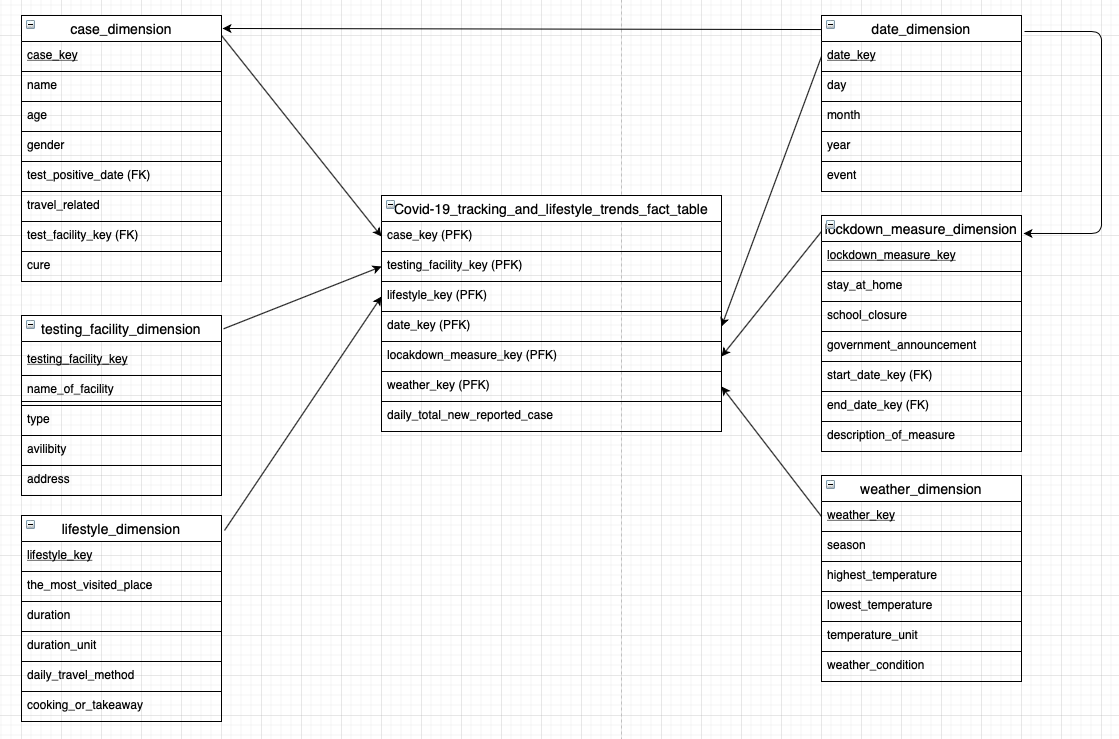 case_dimension
case_key
name
age
gender
test_positive_date (FK)
travel_related
test_facility_key (FK)
cure
testing_facility_dimension
testing_facility_key
name_of_facility
type
avilibity
address
lifestyle_dimension
lifestyle_key
the_most_visited_place
duration
duration_unit
daily_travel_method
cooking_or_takeaway
Covid-19_tracking_and_lifestyle_trends_fact_table
case_key (PFK)
testing_facility_key (PFK)
lifestyle_key (PFK)
date_key (PFK)
locakdown_measure_key (PFK)
weather_key (PFK)
daily_total_new_reported_case
date_dimension
date_key
day
month
year
event
lockdown_measure_dimension
lockdown_measure_key
stay_at_home
school_closure
government_announcement
start_date_key (FK)
end_date_key (FK)
description_of_measure
weather_dimension
weather_key
season
highest_temperature
lowest_temperature
temperature_unit
weather_condition